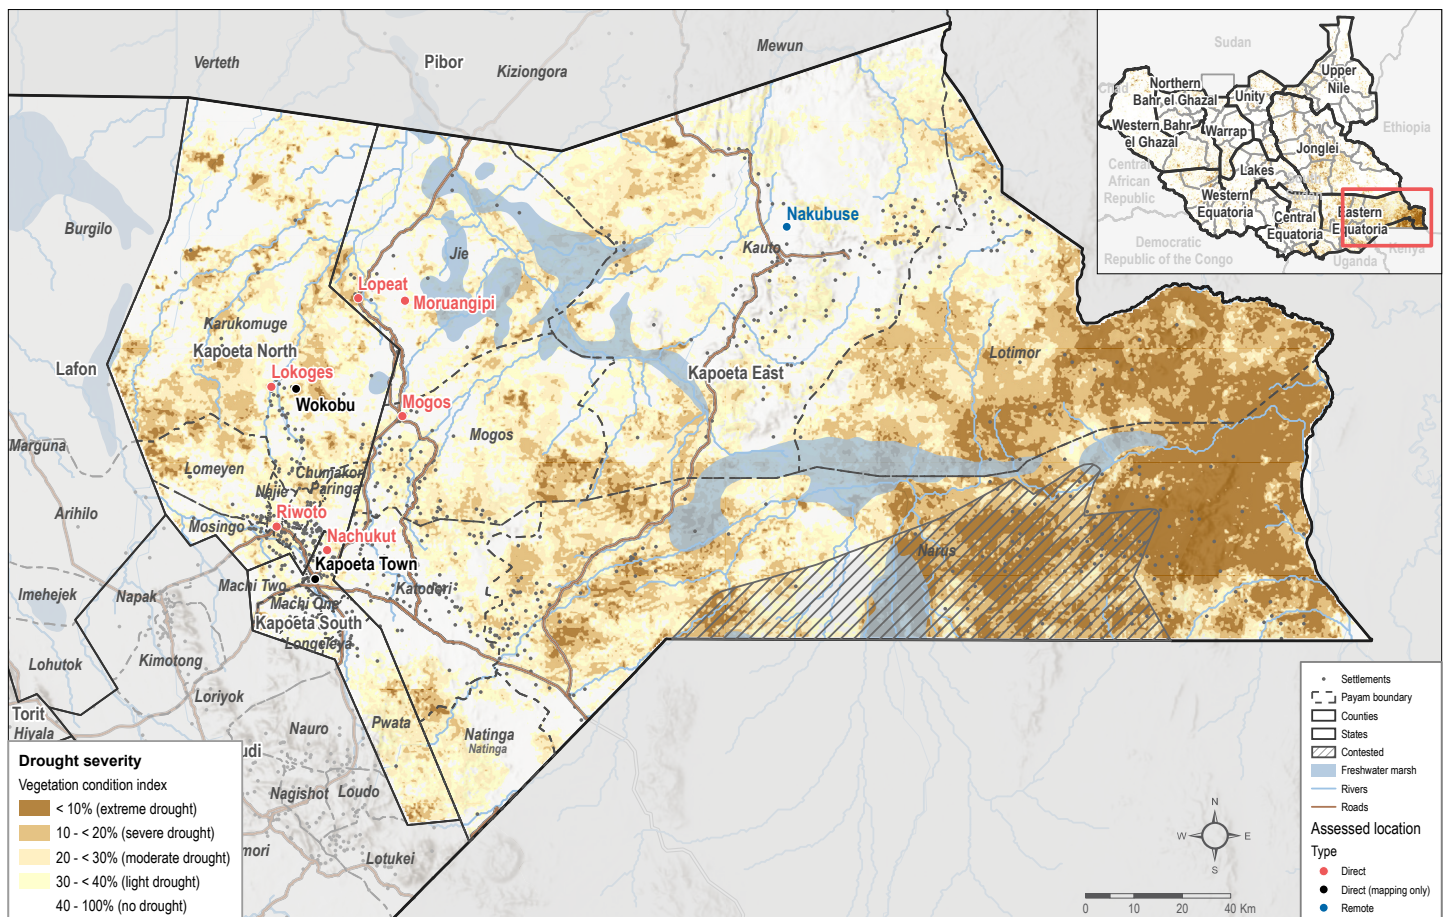 Verteth
Pibor
Kiziongora
Mewun
Burgilo
Lafon
Marguna
Arihilo
Imehejek
Lohutok
Torit
Hiyala
Napak
Kimotong
Loriyok
Nauro
Nagishot
Loudo
Lotukei
Jie
Lopeat
Moruangipi
Karukomuge
Kapoeta North
Lokoges
Wokobu
Mogos
Mogos
Lomeyen
Chumakori
Najie
Paringa
Mosingo
Riwoto
Nachukut
Kapoeta Town
Machi Two
Machi One
Kapoeta South
Longeleya
Katodori
Pwata
Natinga
Natinga
Nakubuse
Kauto
Kapoeta East
Lotimor
Narus
Sudan
Chad
Northern
Bahr el Ghazal
Western Bahr
el Ghazal
Unity
Upper
Nile
Warrap
Jonglei
Ethiopia
Lakes
Central
African
Republic
Western
Equatoria
Central
Equatoria
Eastern
Equatoria
Democratic
Republic of the Congo
Uganda
Kenya
Drought severity
Vegetation condition index
< 10% (extreme drought)
10 - < 20% (severe drought)
20 - < 30% (moderate drought)
30 - < 40% (light drought)
40 - 100% (no drought)
N
W E
S
0 10 20 40 Km
Settlements
Payam boundary
Counties
States
Contested
Freshwater marsh
Rivers
Roads
Assessed location
Type
Direct
Direct (mapping only)
Remote